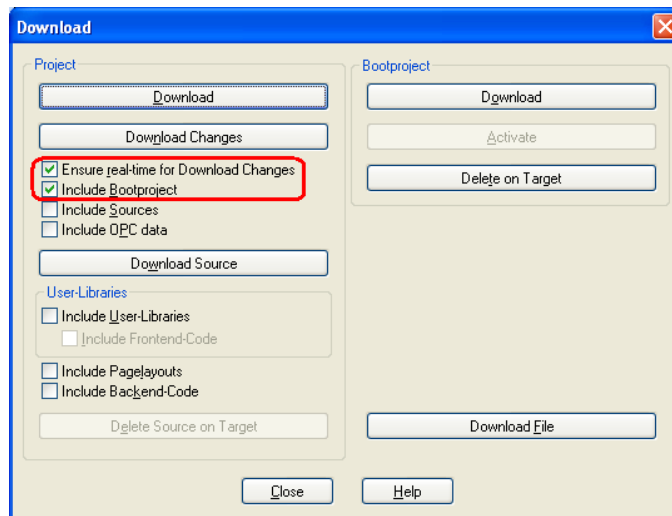 Download
Project
Download
Download Changes
Ensure real-time for Download Changes
Include Bootproject
Include Sources
Include OPC data
Download Source
User-Libraries
Include User-Libraries
Include Frontend-Code
Include Pagelayouts
Include Backend-Code
Delete Source on Target
Bootproject
Download
Activate
Delete on Target
Download File
Close
Help